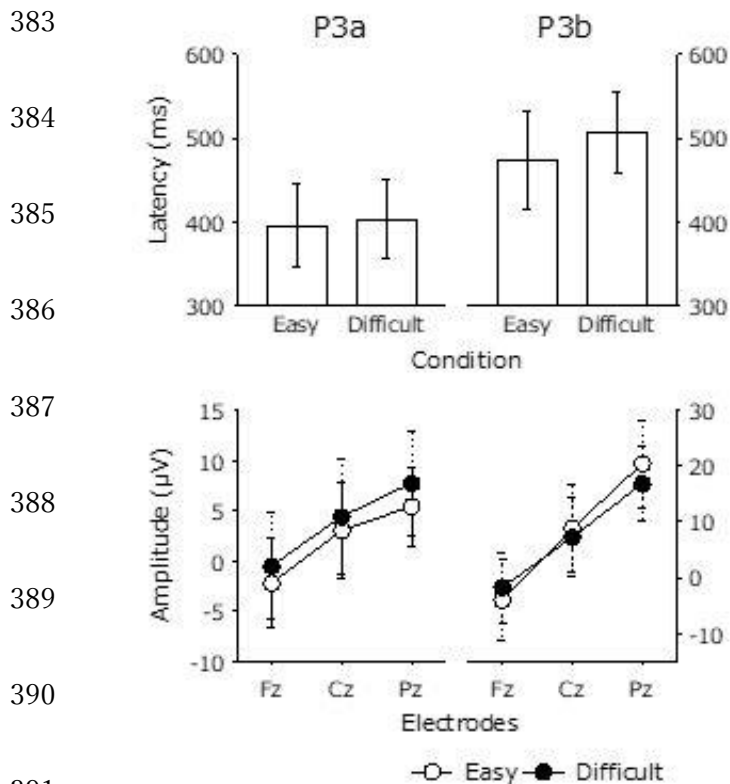 383
P3a P3b
600 600
384
500 500
Latency (ms)
385
400 400
386
300 300
Easy Difficult Easy Difficult
Condition
387
15 30
10 20
388
5 10
Amplitude (µV)
0 0
389
-5 -10
-10
390
Fz Cz Pz Fz Cz Pz
Electrodes
Easy Difficult